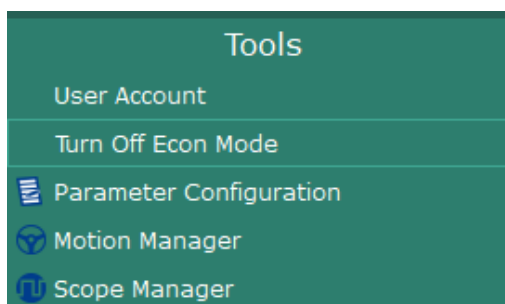 Tools
User Account
Turn Off Econ Mode
Parameter Configuration
Motion Manager
Scope Manager